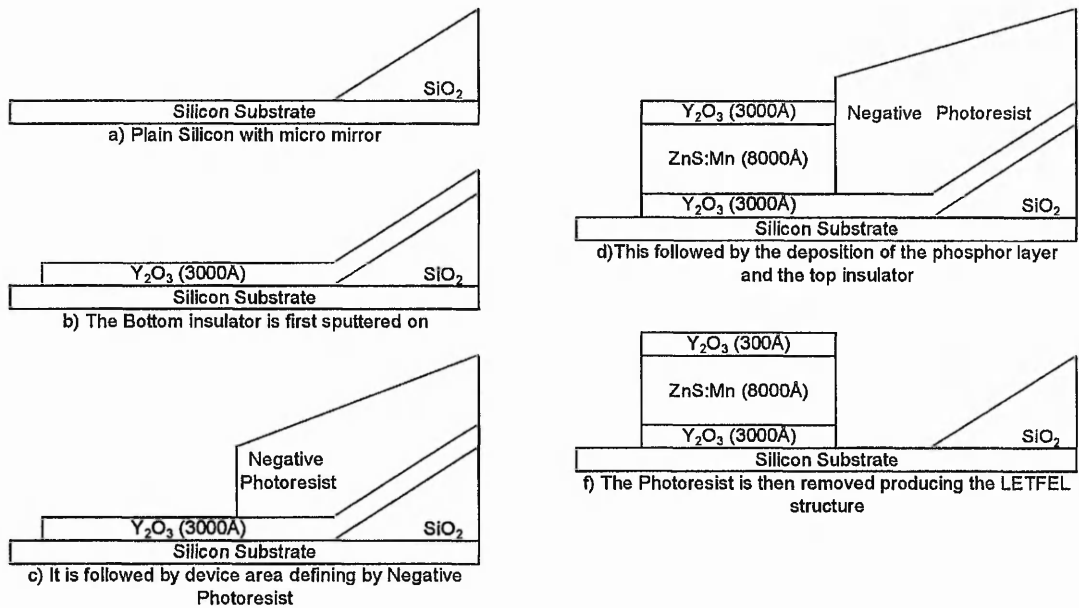 SiO₂
Silicon Substrate
a) Plain Silicon with micro mirror
Y₂O₃ (3000Å)
SiO₂
Silicon Substrate
b) The Bottom insulator is first sputtered on
Negative
Photoresist
Y₂O₃ (3000A)
SiO₂
Silicon Substrate
c) It is followed by device area defining by Negative
Photoresist
Y₂O₃ (3000Å)
Negative Photoresist
ZnS:Mn (8000Å)
Y₂O₃ (3000Å)
SiO₂
Silicon Substrate
d)This followed by the deposition of the phosphor layer
and the top insulator
Y₂O₃ (300Å)
ZnS:Mn (8000Å)
Y₂O₃ (3000Å)
SiO₂
Silicon Substrate
f) The Photoresist is then removed producing the LETFEL
structure